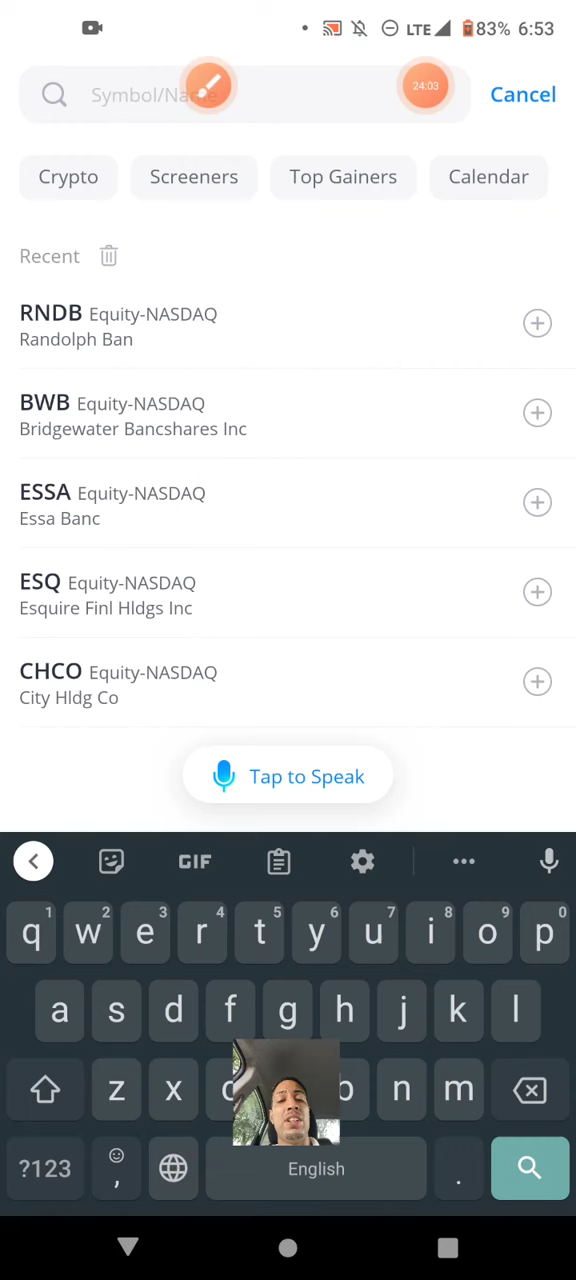 LTE 83% 6:53
Symbol/Name
24:03
Cancel
Crypto Screeners Top Gainers Calendar
Recent
RNDB Equity-NASDAQ
Randolph Ban
BWB Equity-NASDAQ
Bridgewater Bancshares Inc
ESSA Equity-NASDAQ
Essa Banc
ESQ Equity-NASDAQ
Esquire Finl Hldgs Inc
CHCO Equity-NASDAQ
City Hldg Co
Tap to Speak
GIF
1 2 3 4 5 6 7 8 9 0
q w e r t y u i o p
a s d f g h j k l
z x c b n m
?123 , English .